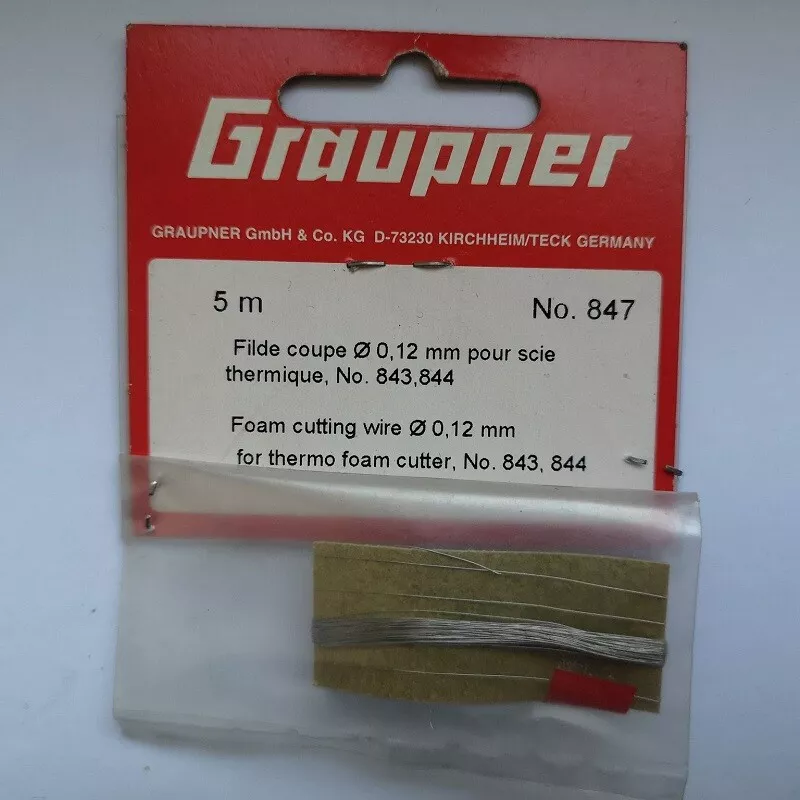 Graupner
GRAUPNER GmbH & Co. KG D-73230 KIRCHHEIM/TECK GERMANY
5 m No. 847
Filde coupe Ø 0,12 mm pour scie
thermique, No. 843,844
Foam cutting wire Ø 0,12 mm
for thermo foam cutter, No. 843, 844